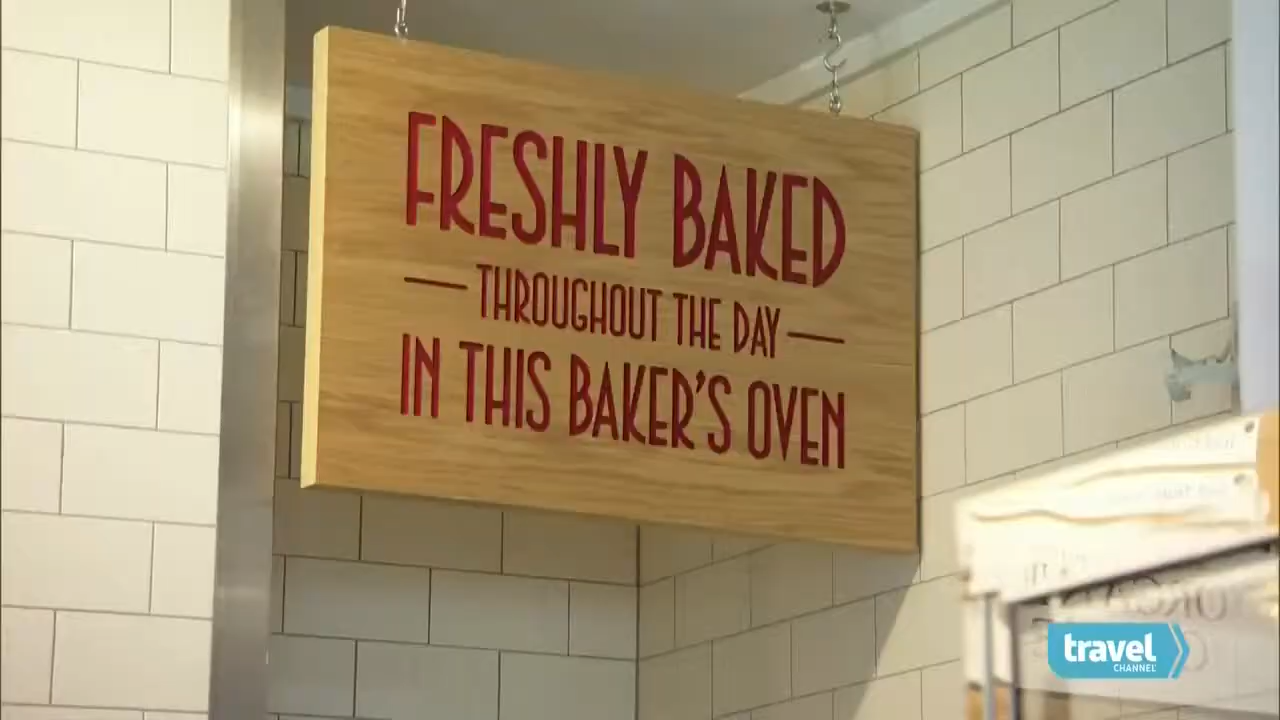 FRESHLY BAKED
THROUGHOUT THE DAY
IN THIS BAKER'S OVEN
travel
CHANNEL